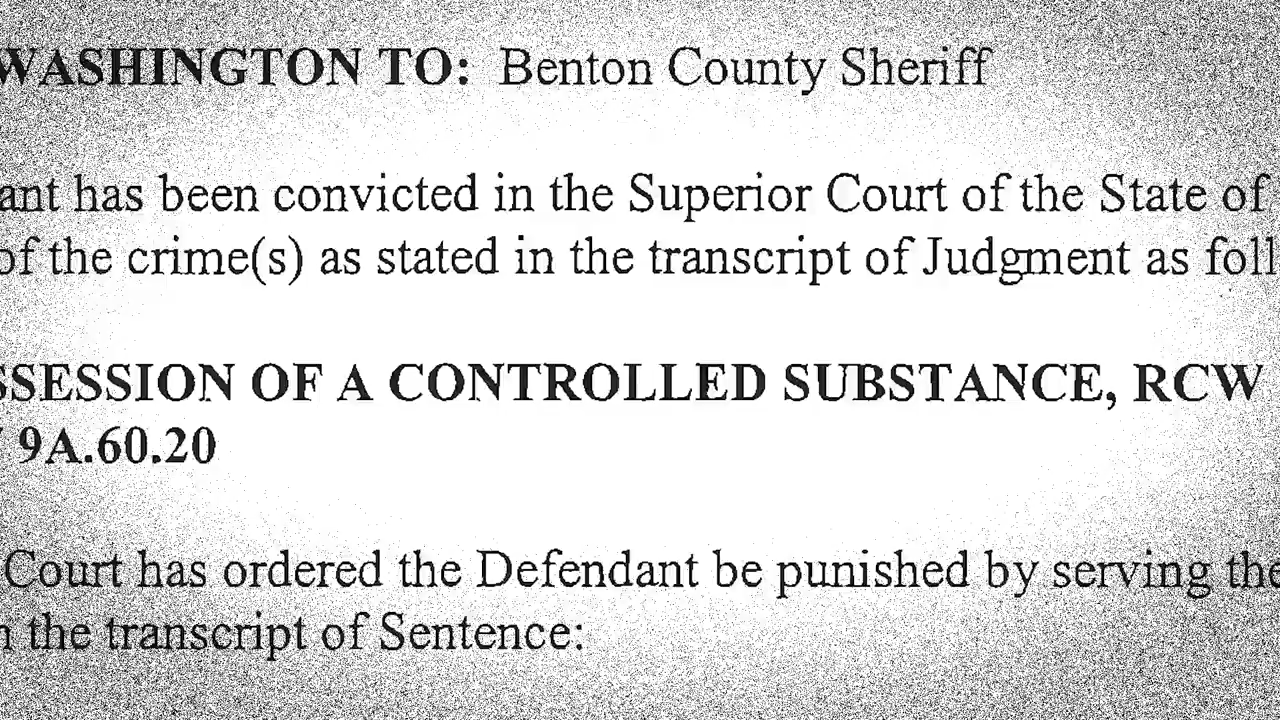 WASHINGTON TO: Benton County Sheriff
ant has been convicted in the Superior Court of the State of
of the crime(s) as stated in the transcript of Judgment as foll
SSESSION OF A CONTROLLED SUBSTANCE, RCW
9A.60.20
Court has ordered the Defendant be punished by serving the
the transcript of Sentence: